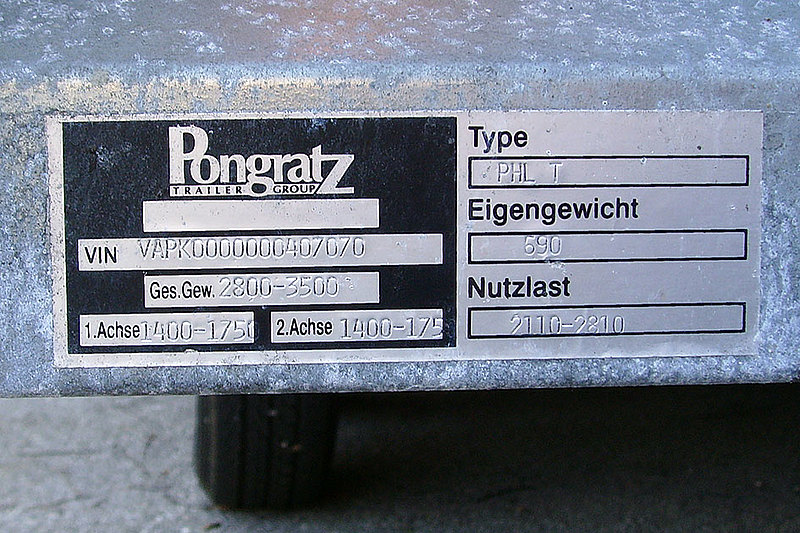 Pongratz
TRAILER GROUP
VIN VAPK0000000407070
Ges.Gew. 2800-3500
1.Achse 1400-1750 2.Achse 1400-175
Type
PHL T
Eigengewicht
690
Nutzlast
2110-2810